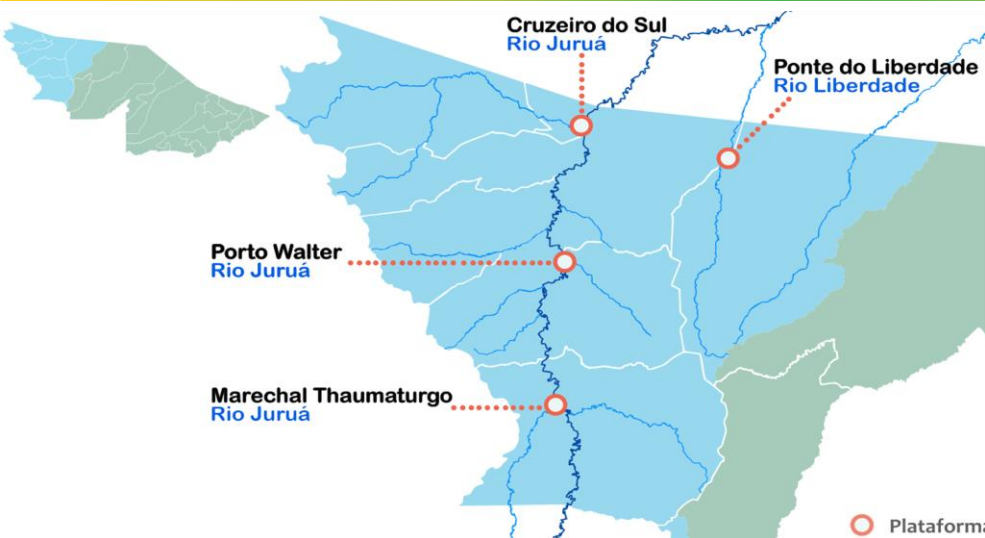 Cruzeiro do Sul
Rio Juruá
Ponte do Liberdade
Rio Liberdade
Porto Walter
Rio Juruá
Marechal Thaumaturgo
Rio Juruá
Plataforma